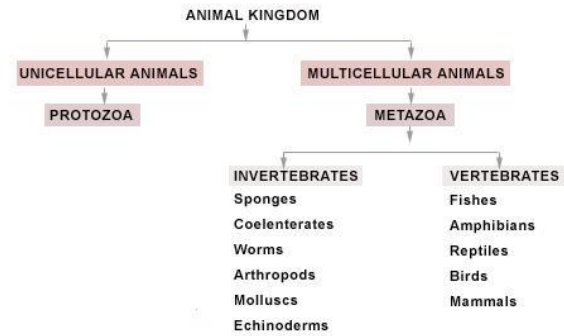 ANIMAL KINGDOM
UNICELLULAR ANIMALS
MULTICELLULAR ANIMALS
PROTOZOA
METAZOA
INVERTEBRATES
Sponges
Coelenterates
Worms
Arthropods
Molluscs
Echinoderms
VERTEBRATES
Fishes
Amphibians
Reptiles
Birds
Mammals